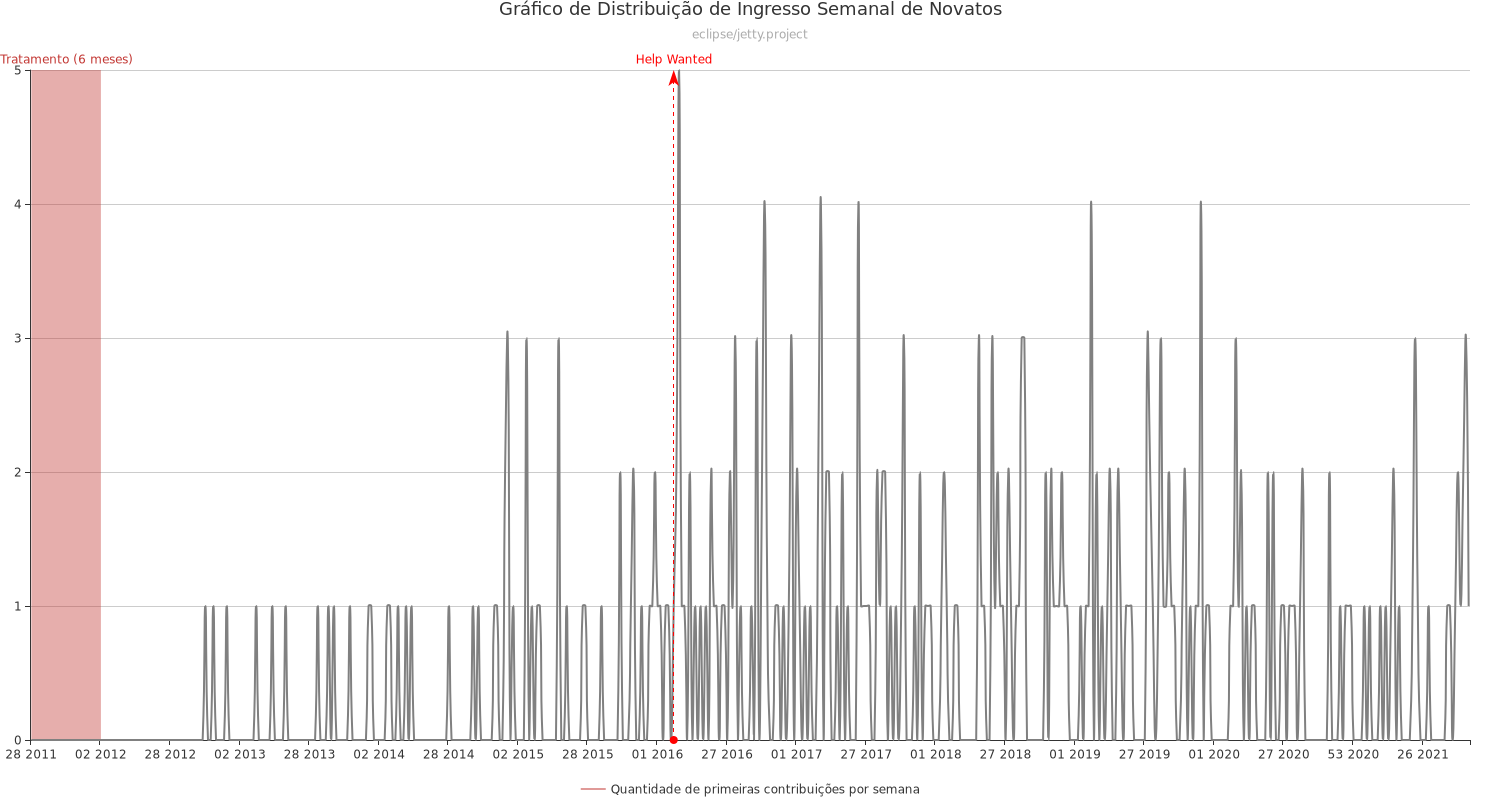 Gráfico de Distribuição de Ingresso Semanal de Novatos
eclipse/jetty.project
Tratamento (6 meses)
Help Wanted
5
4
3
2
1
0
28 2011 02 2012 28 2012 02 2013 28 2013 02 2014 28 2014 02 2015 28 2015 01 2016 27 2016 01 2017 27 2017 01 2018 27 2018 01 2019 27 2019 01 2020 27 2020 53 2020 26 2021
Quantidade de primeiras contribuições por semana